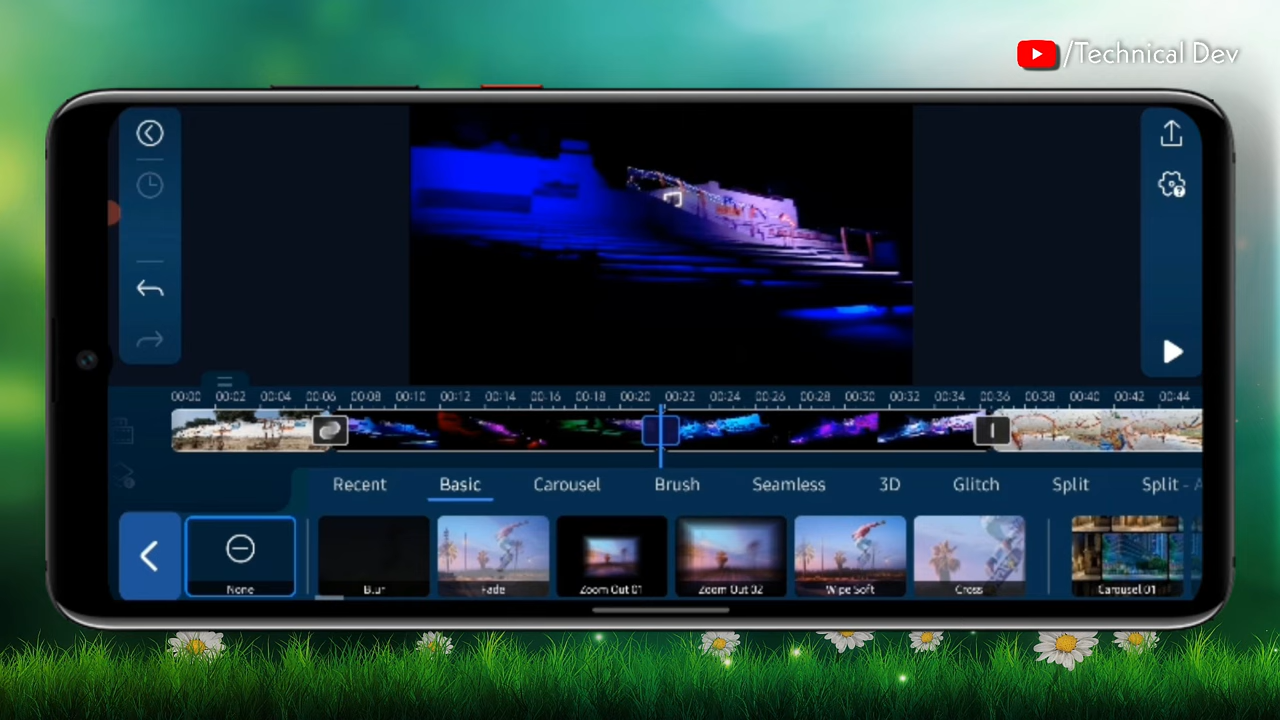 /Technical Dev
00:00 00:02 00:04 00:06 00:08 00:10 00:12 00:14 00:16 00:18 00:20 00:22 00:24 00:26 00:28 00:30 00:32 00:34 00:36 00:38 00:40 00:42 00:44
Recent Basic Carousel Brush Seamless 3D Glitch Split Split - A
None Blur Fade Zoom Out 01 Zoom Out 02 Wipe Soft Cross Carousel 01